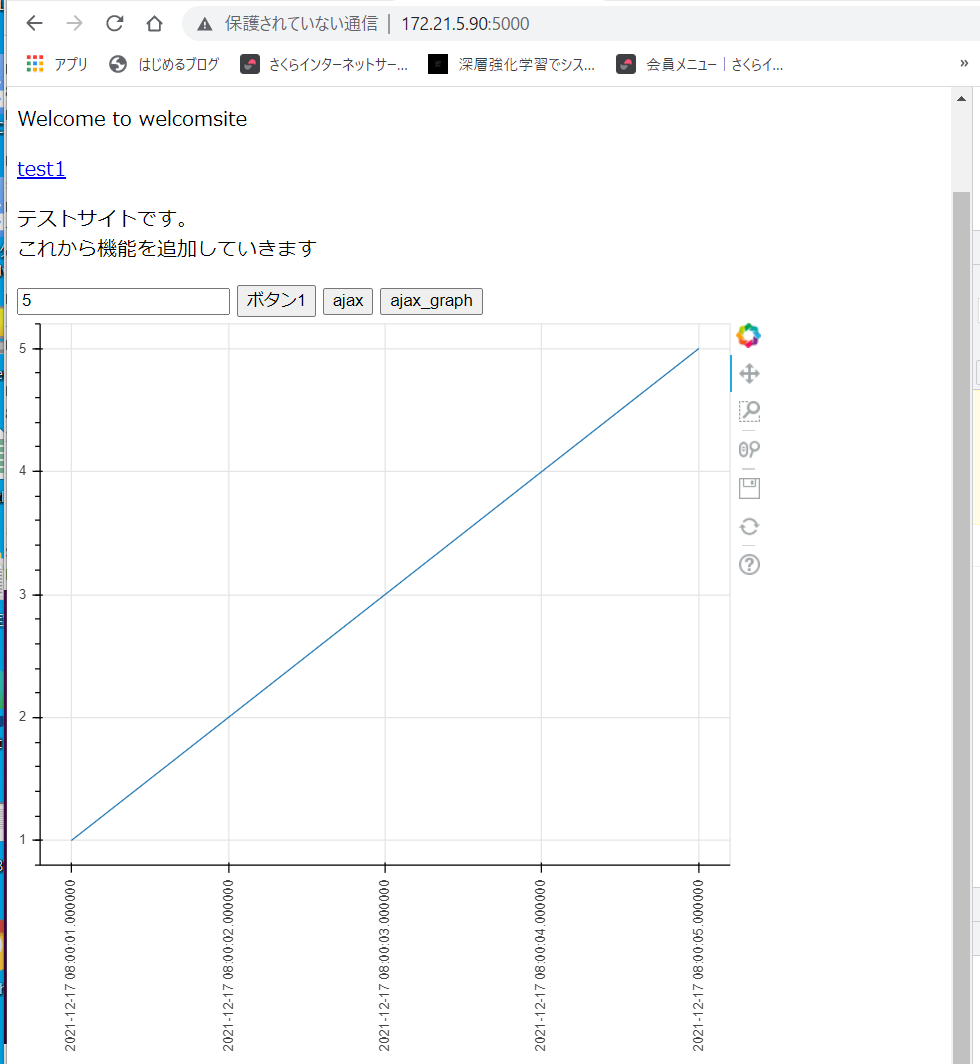 保護されていない通信 | 172.21.5.90:5000
アプリ はじめるブログ さくらインターネットサー... 深層強化学習でシス... 会員メニュー | さくらイ... »
Welcome to welcomsite
test1
テストサイトです。
これから機能を追加していきます
5 ボタン1 ajax ajax_graph
5
4
3
2
1
2021-12-17 08:00:01.000000
2021-12-17 08:00:02.000000
2021-12-17 08:00:03.000000
2021-12-17 08:00:04.000000
2021-12-17 08:00:05.000000